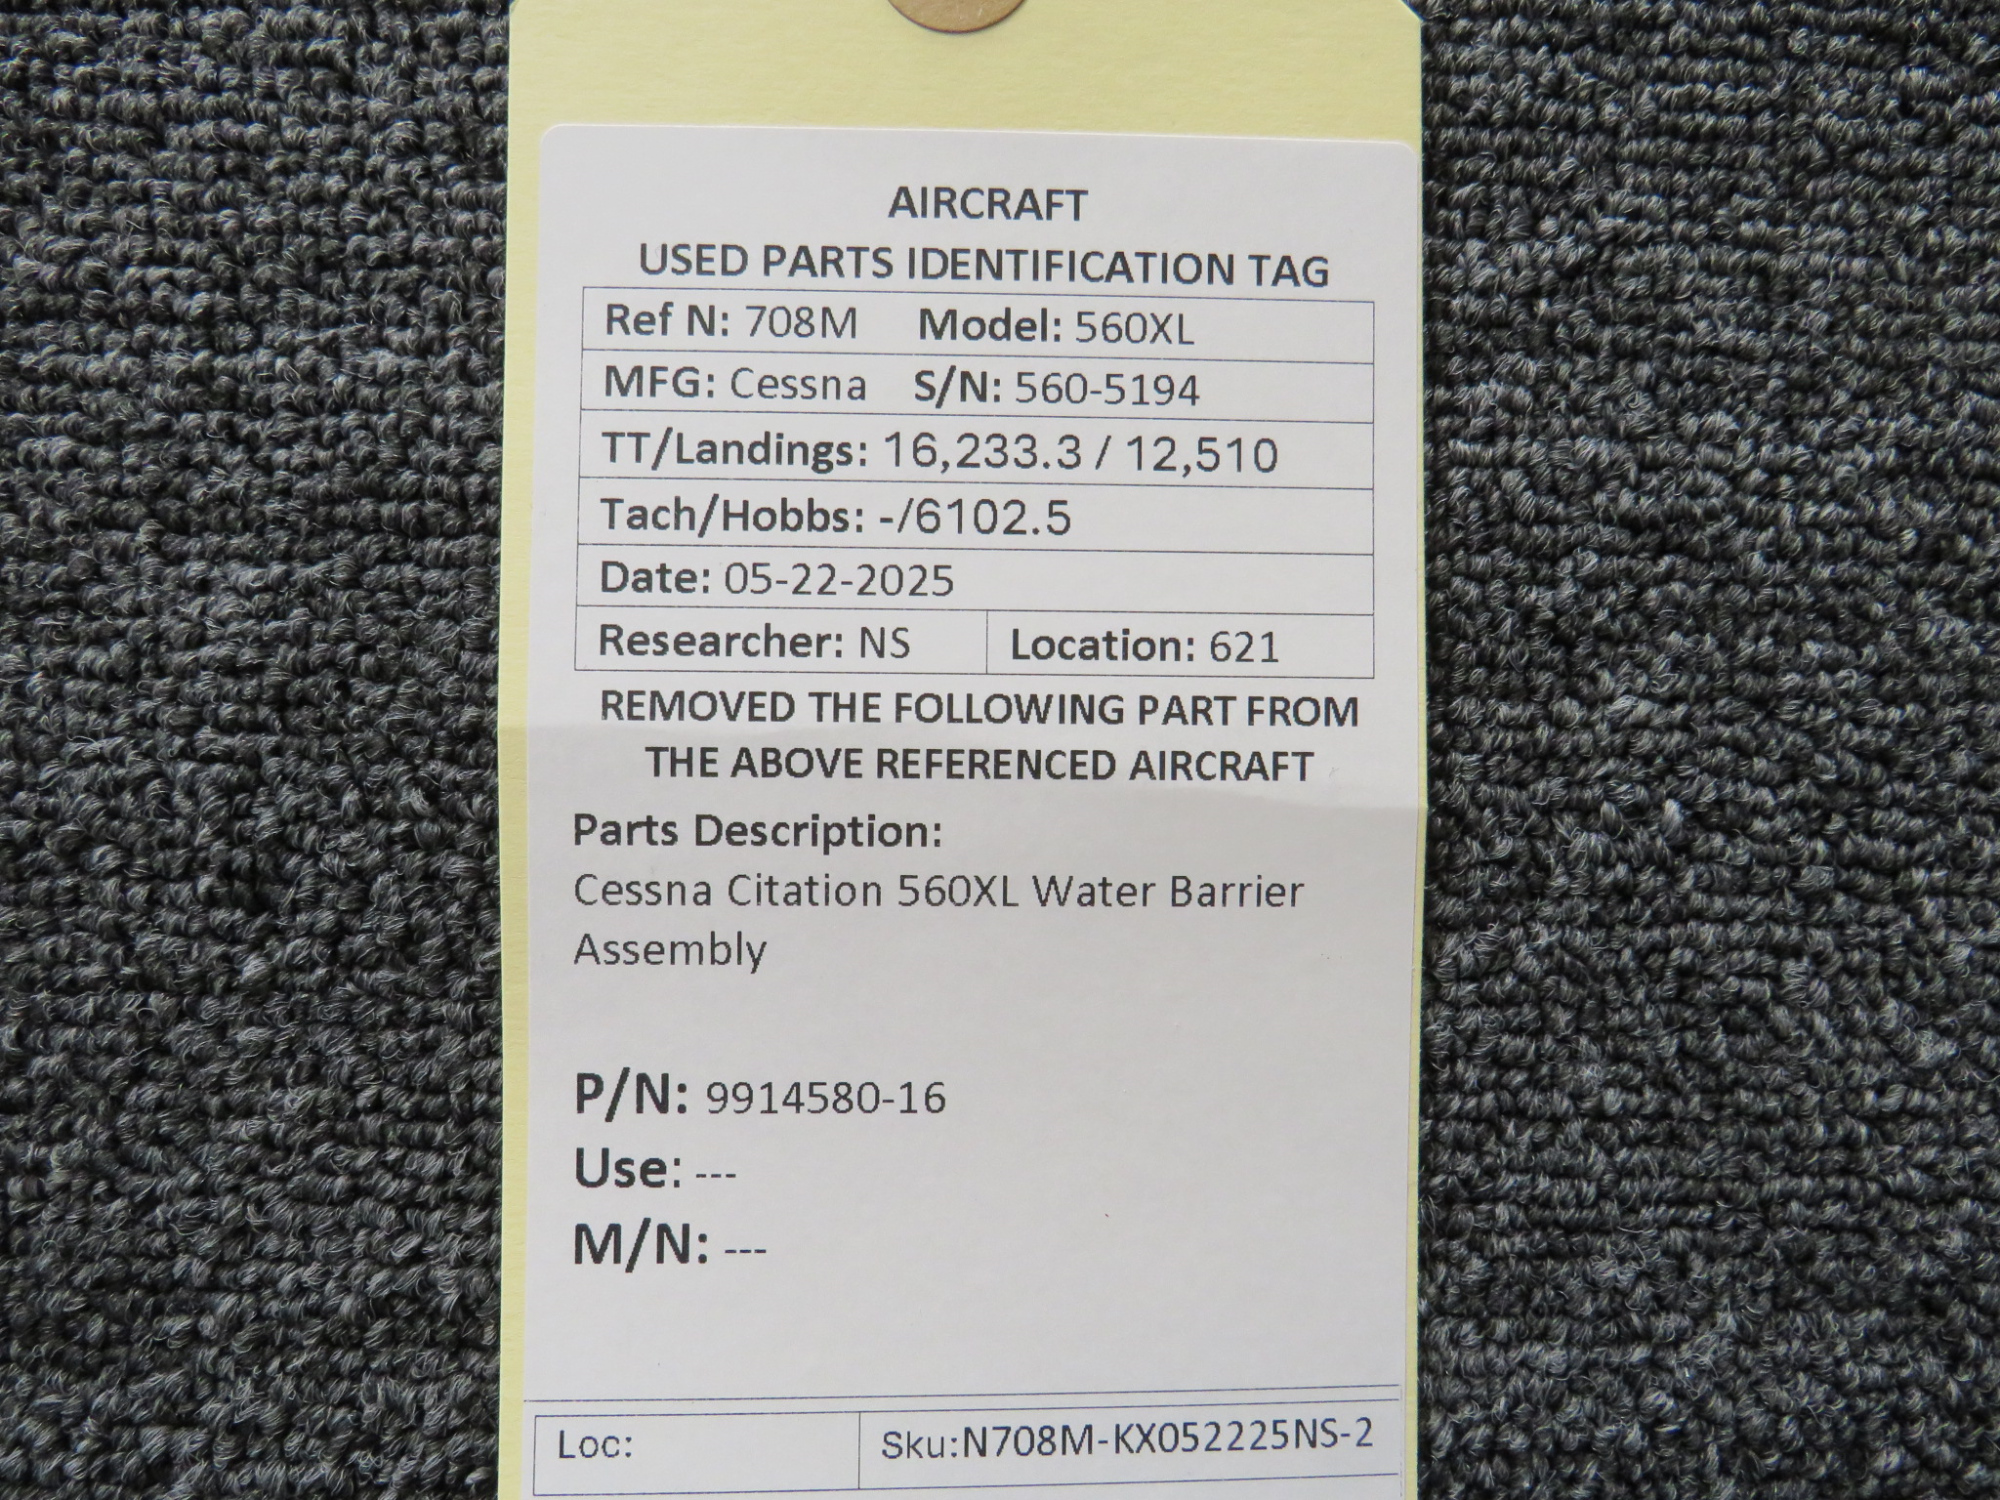 AIRCRAFT
USED PARTS IDENTIFICATION TAG
Ref N: 708M Model: 560XL
MFG: Cessna S/N: 560-5194
TT/Landings: 16,233.3 / 12,510
Tach/Hobbs: -/6102.5
Date: 05-22-2025
Researcher: NS Location: 621
REMOVED THE FOLLOWING PART FROM
THE ABOVE REFERENCED AIRCRAFT
Parts Description:
Cessna Citation 560XL Water Barrier
Assembly
P/N: 9914580-16
Use: ---
M/N: ---
Loc: Sku:N708M-KX052225NS-2